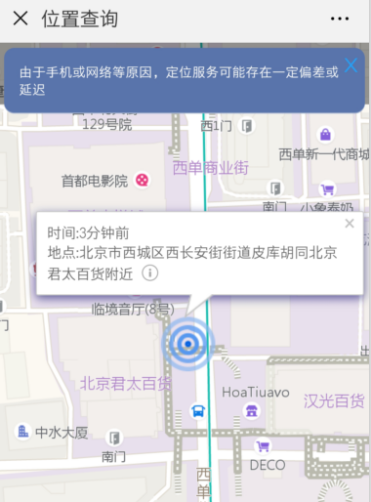 位置查询
由于手机或网络等原因，定位服务可能存在一定偏差或
延迟
129号院
西1门
西单商业街
西单新一代商城
首都电影院
南门
小象泰奶
时间:3分钟前
地点:北京市西城区西长安街街道皮库胡同北京
君太百货附近
临境音厅(8号)
门
北京君太百货
HoaTiuavo
汉光百货
中水大厦
南门
DECO
西
单